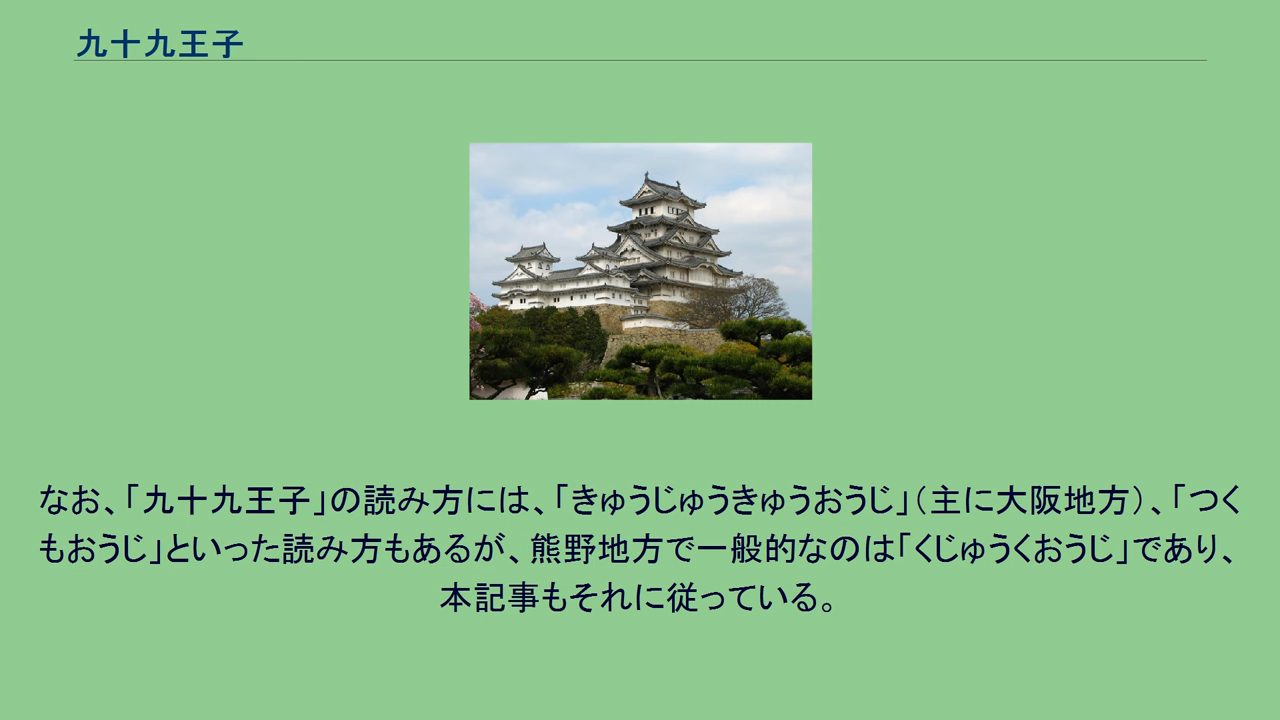 九十九王子
なお、「九十九王子」の読み方には、「きゅうじゅうきゅうおうじ」（主に大阪地方）、「つく
もおうじ」といった読み方もあるが、熊野地方で一般的なのは「くじゅうくおうじ」であり、
本記事もそれに従っている。